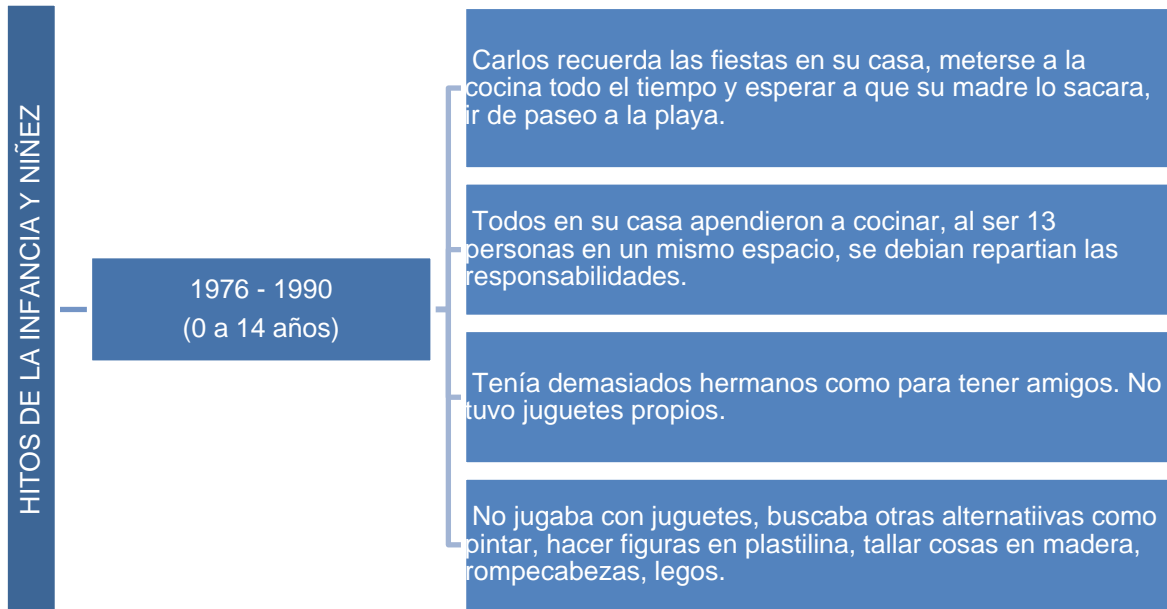 HITOS DE LA INFANCIA Y NIÑEZ
1976 - 1990
(0 a 14 años)
Carlos recuerda las fiestas en su casa, meterse a la
cocina todo el tiempo y esperar a que su madre lo sacara,
ir de paseo a la playa.
Todos en su casa apendieron a cocinar, al ser 13
personas en un mismo espacio, se debian repartian las
responsabilidades.
Tenía demasiados hermanos como para tener amigos. No
tuvo juguetes propios.
No jugaba con juguetes, buscaba otras alternatiivas como
pintar, hacer figuras en plastilina, tallar cosas en madera,
rompecabezas, legos.